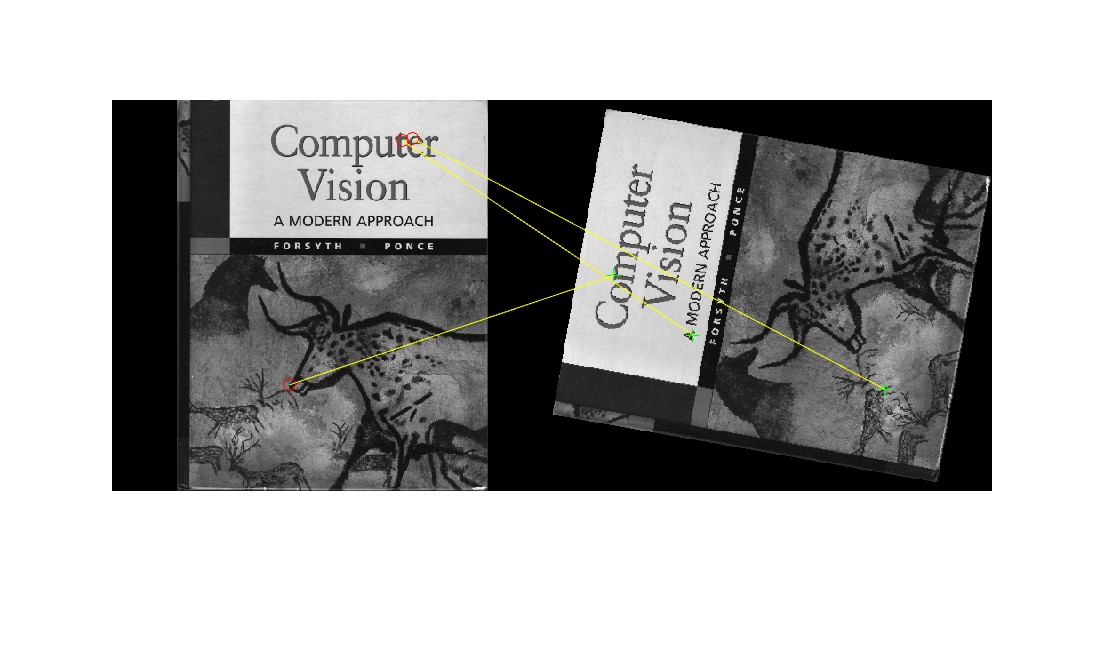 Computer
Vision
A MODERN APPROACH
FORSYTH ■ PONCE
Computer
Vision
A MODERN APPROACH
FORSYTH ■ PONCE